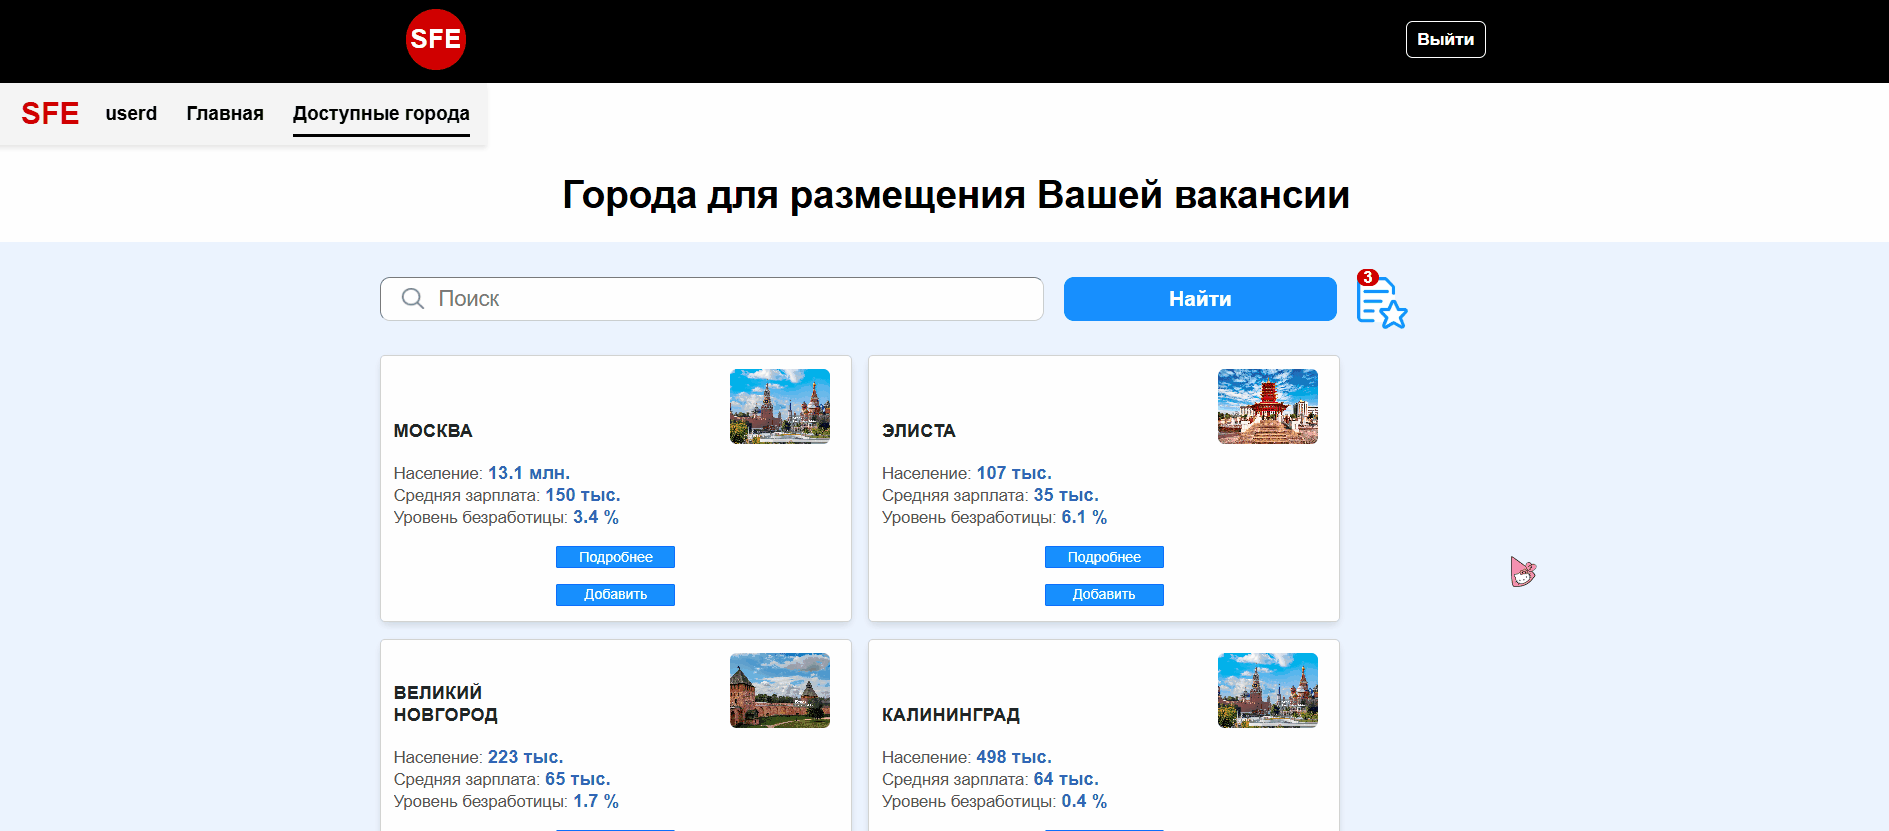 SFE
Выйти
SFE userd Главная Доступные города
Города для размещения Вашей вакансии
Поиск
Найти
3
МОСКВА
Население: 13.1 млн.
Средняя зарплата: 150 тыс.
Уровень безработицы: 3.4 %
Подробнее
Добавить
ЭЛИСТА
Население: 107 тыс.
Средняя зарплата: 35 тыс.
Уровень безработицы: 6.1 %
Подробнее
Добавить
ВЕЛИКИЙ
НОВГОРОД
Население: 223 тыс.
Средняя зарплата: 65 тыс.
Уровень безработицы: 1.7 %
КАЛИНИНГРАД
Население: 498 тыс.
Средняя зарплата: 64 тыс.
Уровень безработицы: 0.4 %